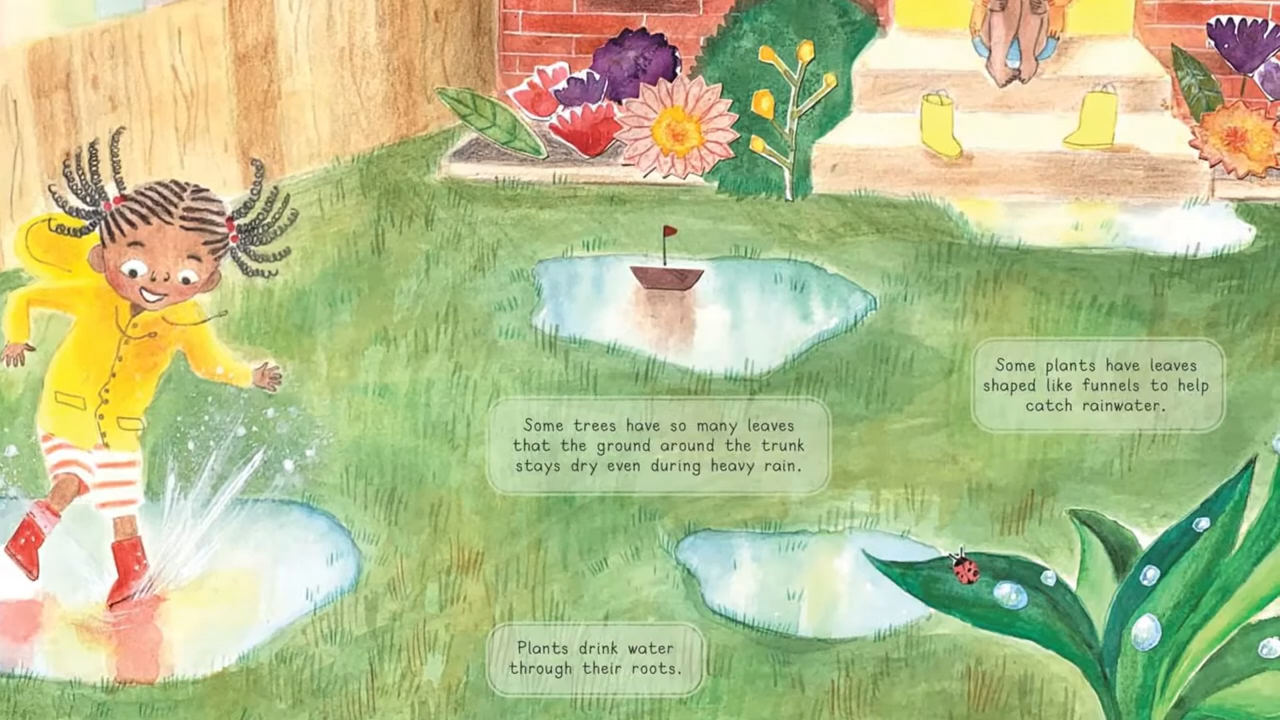 Some plants have leaves
shaped like funnels to help
catch rainwater.
Some trees have so many leaves
that the ground around the trunk
stays dry even during heavy rain.
Plants drink water
through their roots.